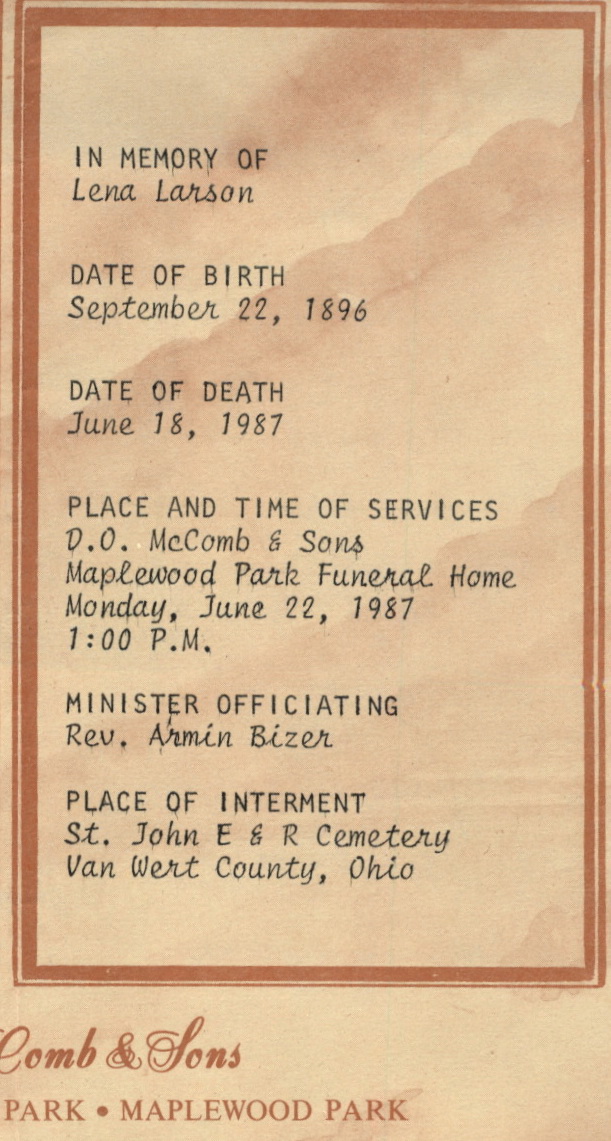 IN MEMORY OF
Lena Larson
DATE OF BIRTH
September 22, 1896
DATE OF DEATH
June 18, 1987
PLACE AND TIME OF SERVICES
D.O. McComb & Sons
Maplewood Park Funeral Home
Monday, June 22, 1987
1:00 P.M.
MINISTER OFFICIATING
Rev. Armin Bizer
PLACE OF INTERMENT
St. John E & R Cemetery
Van Wert County, Ohio
Comb & Sons
PARK • MAPLEWOOD PARK